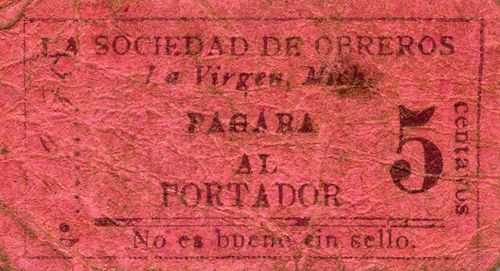 LA SOCIEDAD DE OBREROS
La Virgen, Mich.
PAGARA
AL
PORTADOR
5
centavos
No es bueno sin sello.